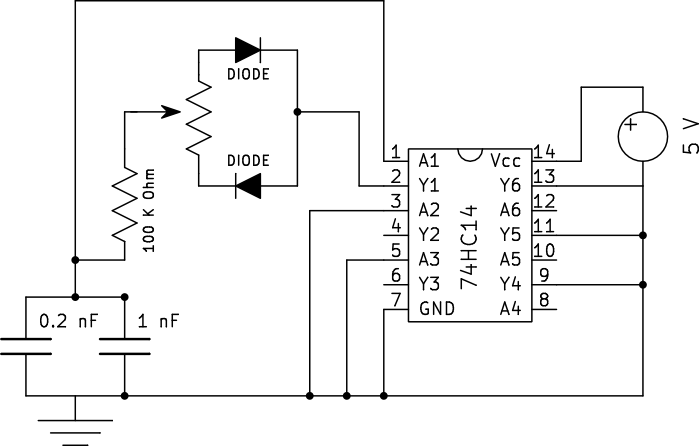 DIODE
DIODE
100 K Ohm
0.2 nF
1 nF
74HC14
1 A1
2 Y1
3 A2
4 Y2
5 A3
6 Y3
7 GND
Vcc 14
Y6 13
A6 12
Y5 11
A5 10
Y4 9
A4 8
+
5 V